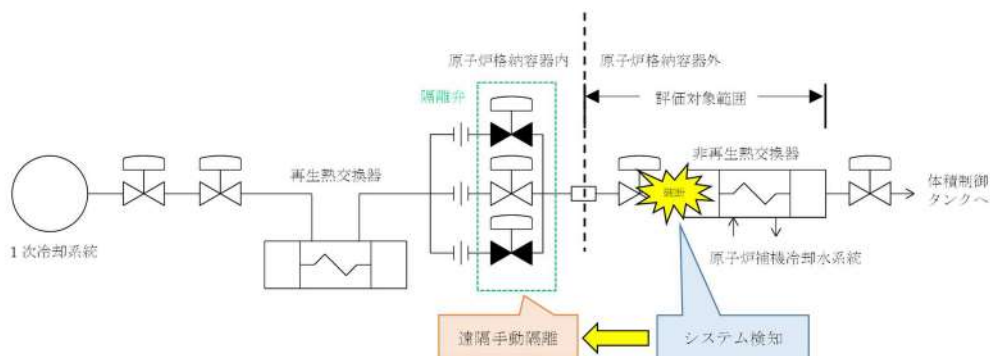 原子炉格納容器内
原子炉格納容器外
隔離弁
評価対象範囲
再生熱交換器
非再生熱交換器
破断
体積制御
タンクへ
1次冷却系統
原子炉補機冷却水系統
遠隔手動隔離
システム検知